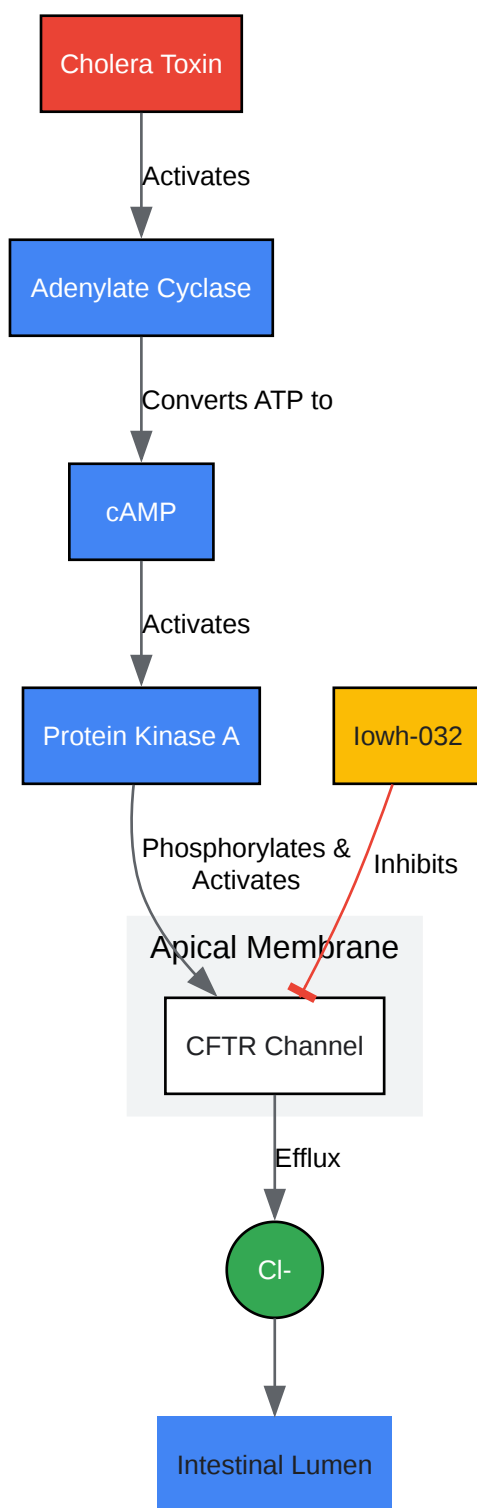 Cholera Toxin
Activates
Adenylate Cyclase
Converts ATP to
cAMP
Activates
Protein Kinase A
Iowh-032
Phosphorylates &
Activates
Inhibits
Apical Membrane
CFTR Channel
Efflux
Cl-
Intestinal Lumen